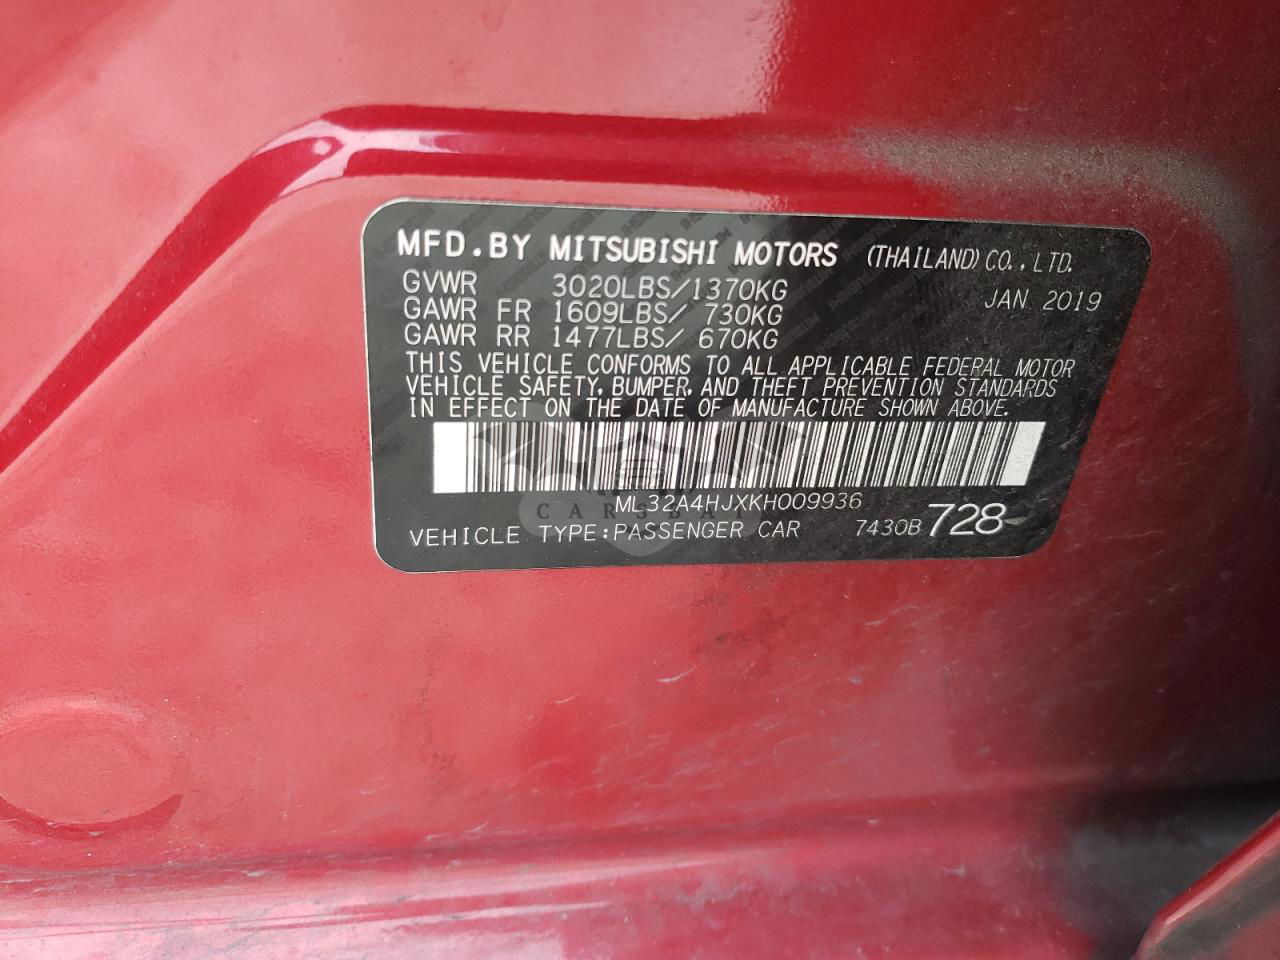 MFD.BY MITSUBISHI MOTORS (THAILAND)CO.,LTD.
GVWR 3020LBS/1370KG JAN 2019
GAWR FR 1609LBS/ 730KG
GAWR RR 1477LBS/ 670KG
THIS VEHICLE CONFORMS TO ALL APPLICABLE FEDERAL MOTOR
VEHICLE SAFETY, BUMPER, AND THEFT PREVENTION STANDARDS
IN EFFECT ON THE DATE OF MANUFACTURE SHOWN ABOVE.
ML32A4HJXKH009936
VEHICLE TYPE:PASSENGER CAR 7430B 728